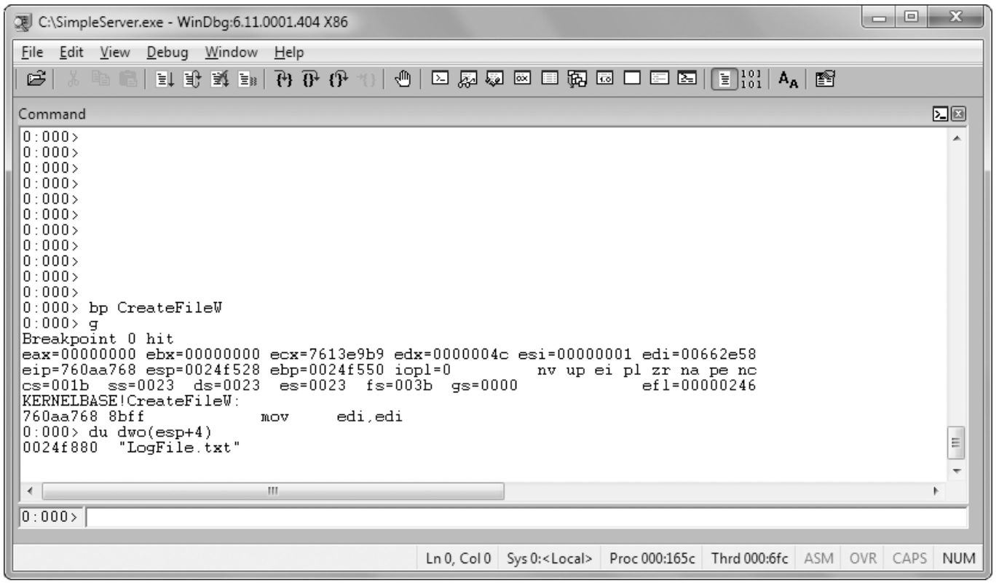 C:\SimpleServer.exe - WinDbg:6.11.0001.404 X86
File Edit View Debug Window Help
101
101
AA
Command
0:000>
0:000>
0:000>
0:000>
0:000>
0:000>
0:000>
0:000>
0:000>
0:000>
0:000>
0:000> bp CreateFileW
0:000> g
Breakpoint 0 hit
eax=00000000 ebx=00000000 ecx=7613e9b9 edx=0000004c esi=00000001 edi=00662e58
eip=760aa768 esp=0024f528 ebp=0024f550 iopl=0 nv up ei pl zr na pe nc
cs=001b ss=0023 ds=0023 es=0023 fs=003b gs=0000 efl=00000246
KERNELBASE!CreateFileW:
760aa768 8bff mov edi,edi
0:000> du dwo(esp+4)
0024f880 "LogFile.txt"
0:000>
Ln 0, Col 0 Sys 0:<Local> Proc 000:165c Thrd 000:6fc ASM OVR CAPS NUM